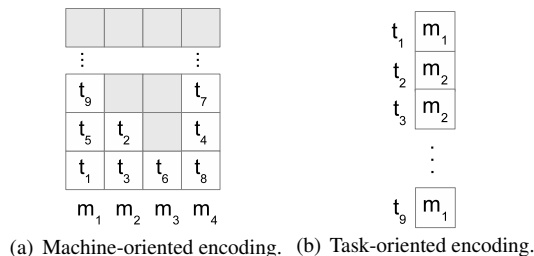 ⋮ ⋮
t9 t7
t5 t2 t4
t1 t3 t6 t8
m1 m2 m3 m4
(a) Machine-oriented encoding.
t1 m1
t2 m2
t3 m2
⋮
t9 m1
(b) Task-oriented encoding.